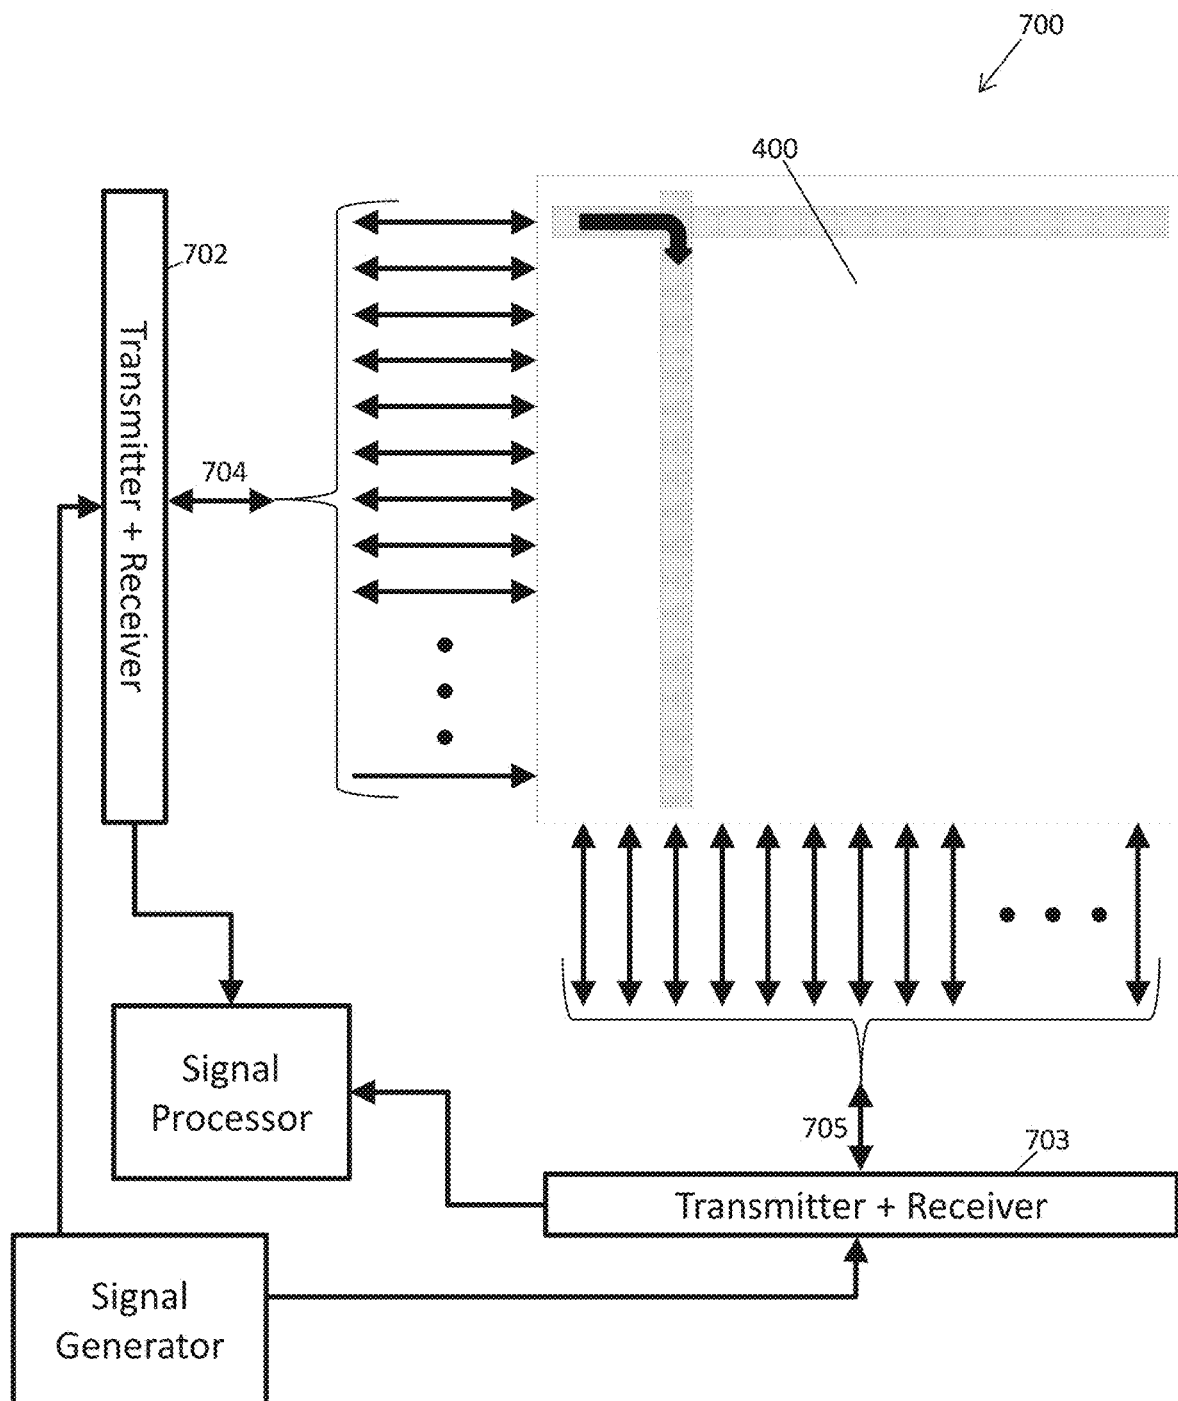 700
400
702
Transmitter + Receiver
704
Signal
Processor
705
703
Transmitter + Receiver
Signal
Generator